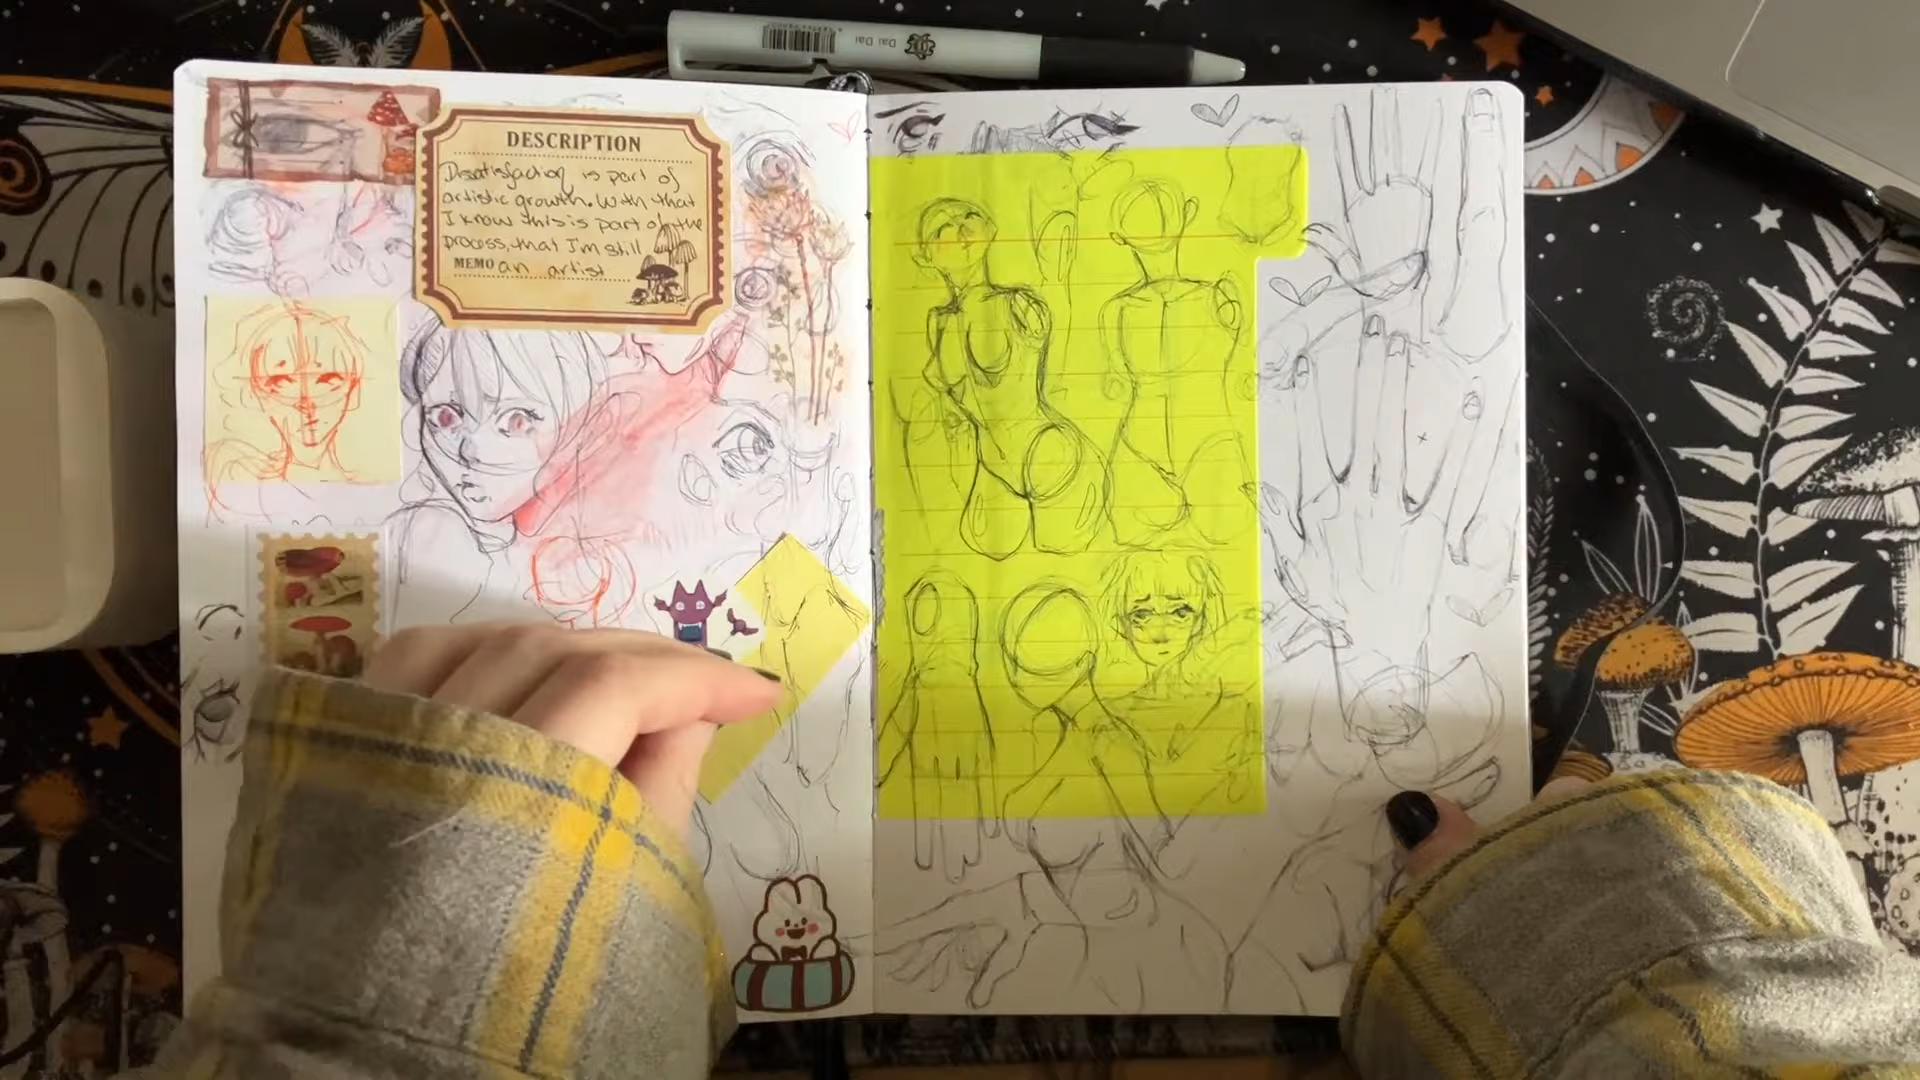 Dai Dai
DESCRIPTION
Dissatisfaction is part of
artistic growth. With that
I know this is part of the
process, that I'm still
MEMO an artist